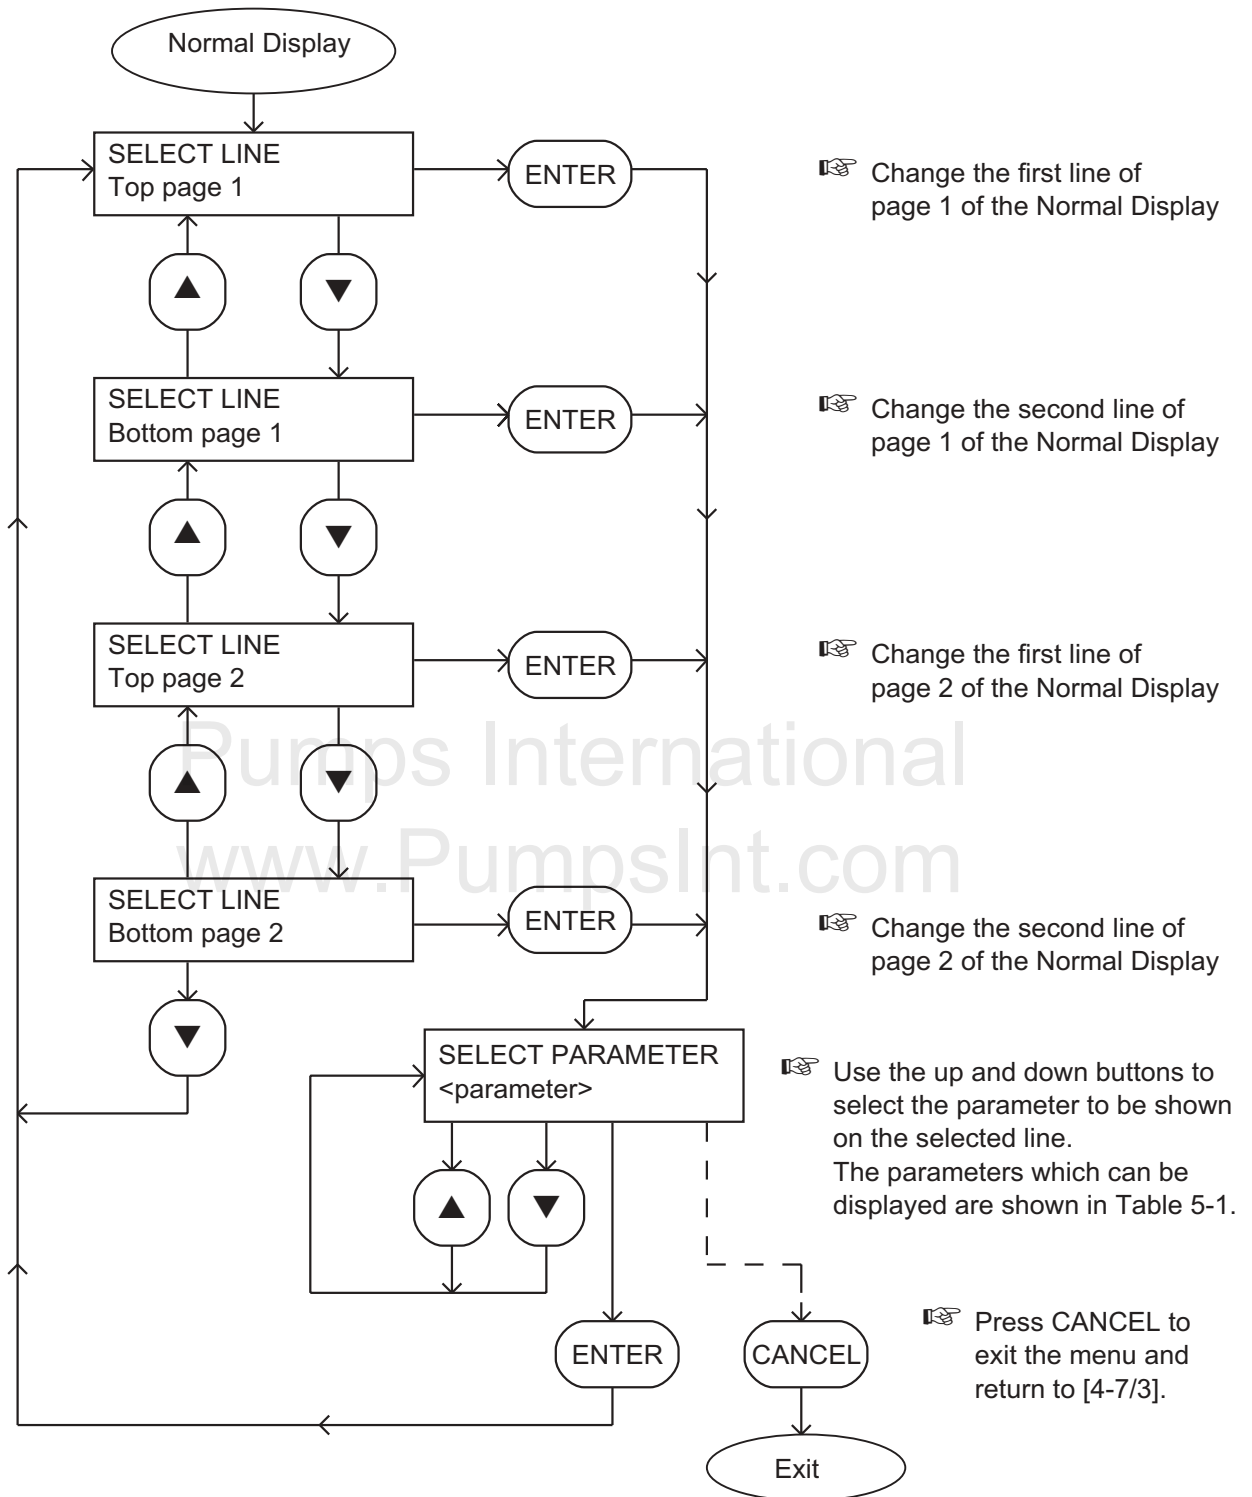 Normal Display
SELECT LINE
Top page 1
ENTER
☞ Change the first line of
page 1 of the Normal Display
▲
▼
SELECT LINE
Bottom page 1
ENTER
☞ Change the second line of
page 1 of the Normal Display
▲
▼
SELECT LINE
Top page 2
ENTER
☞ Change the first line of
page 2 of the Normal Display
Pumps International
▲
▼
www.PumpsInt.com
SELECT LINE
Bottom page 2
ENTER
☞ Change the second line of
page 2 of the Normal Display
▼
SELECT PARAMETER
<parameter>
☞ Use the up and down buttons to
select the parameter to be shown
on the selected line.
The parameters which can be
displayed are shown in Table 5-1.
▲
▼
ENTER
CANCEL
☞ Press CANCEL to
exit the menu and
return to [4-7/3].
Exit